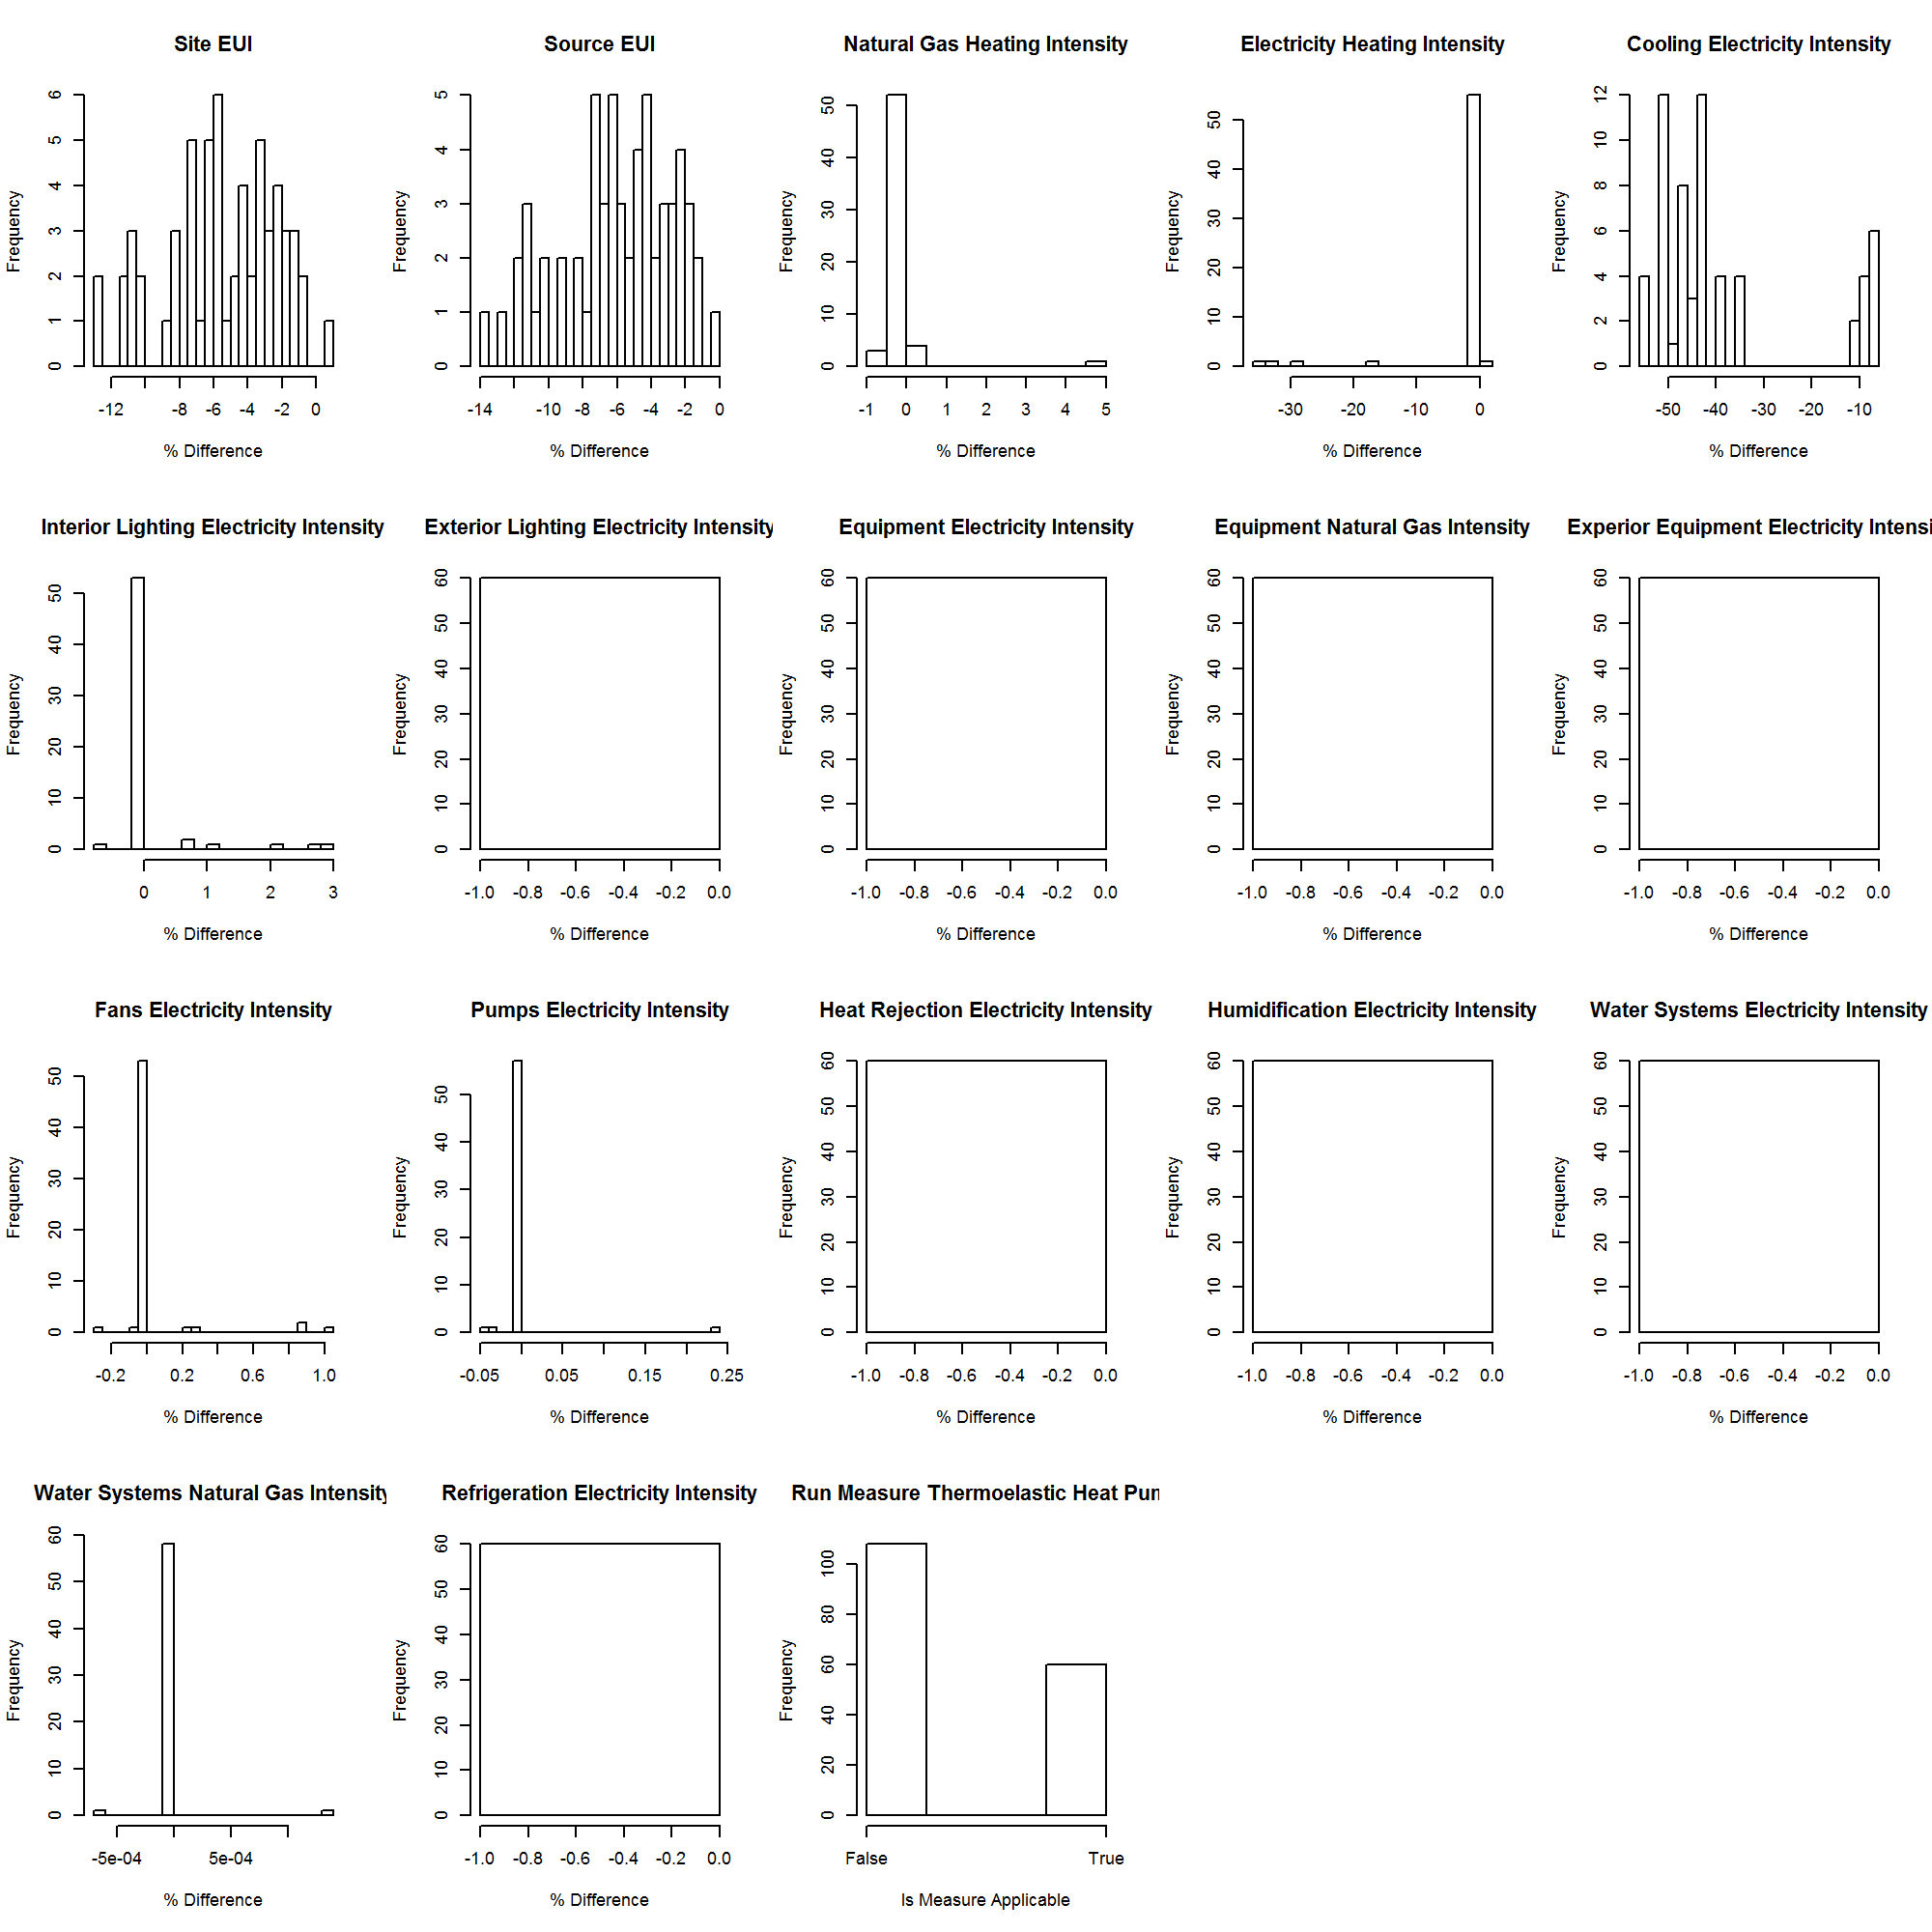 Site EUI
Frequency
0 1 2 3 4 5 6
-12 -8 -6 -4 -2 0
% Difference
Source EUI
Frequency
0 1 2 3 4 5
-14 -10 -8 -6 -4 -2 0
% Difference
Natural Gas Heating Intensity
Frequency
0 10 20 30 40 50
-1 0 1 2 3 4 5
% Difference
Electricity Heating Intensity
Frequency
0 10 20 30 40 50
-30 -20 -10 0
% Difference
Cooling Electricity Intensity
Frequency
0 2 4 6 8 10 12
-50 -40 -30 -20 -10
% Difference
Interior Lighting Electricity Intensity
Frequency
0 10 20 30 40 50
0 1 2 3
% Difference
Exterior Lighting Electricity Intensity
Frequency
0 10 20 30 40 50 60
-1.0 -0.8 -0.6 -0.4 -0.2 0.0
% Difference
Equipment Electricity Intensity
Frequency
0 10 20 30 40 50 60
-1.0 -0.8 -0.6 -0.4 -0.2 0.0
% Difference
Equipment Natural Gas Intensity
Frequency
0 10 20 30 40 50 60
-1.0 -0.8 -0.6 -0.4 -0.2 0.0
% Difference
Experior Equipment Electricity Intensi
Frequency
0 10 20 30 40 50 60
-1.0 -0.8 -0.6 -0.4 -0.2 0.0
% Difference
Fans Electricity Intensity
Frequency
0 10 20 30 40 50
-0.2 0.2 0.6 1.0
% Difference
Pumps Electricity Intensity
Frequency
0 10 20 30 40 50
-0.05 0.05 0.15 0.25
% Difference
Heat Rejection Electricity Intensity
Frequency
0 10 20 30 40 50 60
-1.0 -0.8 -0.6 -0.4 -0.2 0.0
% Difference
Humidification Electricity Intensity
Frequency
0 10 20 30 40 50 60
-1.0 -0.8 -0.6 -0.4 -0.2 0.0
% Difference
Water Systems Electricity Intensity
Frequency
0 10 20 30 40 50 60
-1.0 -0.8 -0.6 -0.4 -0.2 0.0
% Difference
Water Systems Natural Gas Intensity
Frequency
0 10 20 30 40 50 60
-5e-04 5e-04
% Difference
Refrigeration Electricity Intensity
Frequency
0 10 20 30 40 50 60
-1.0 -0.8 -0.6 -0.4 -0.2 0.0
% Difference
Run Measure Thermoelastic Heat Pun
Frequency
0 20 40 60 80 100
False True
Is Measure Applicable